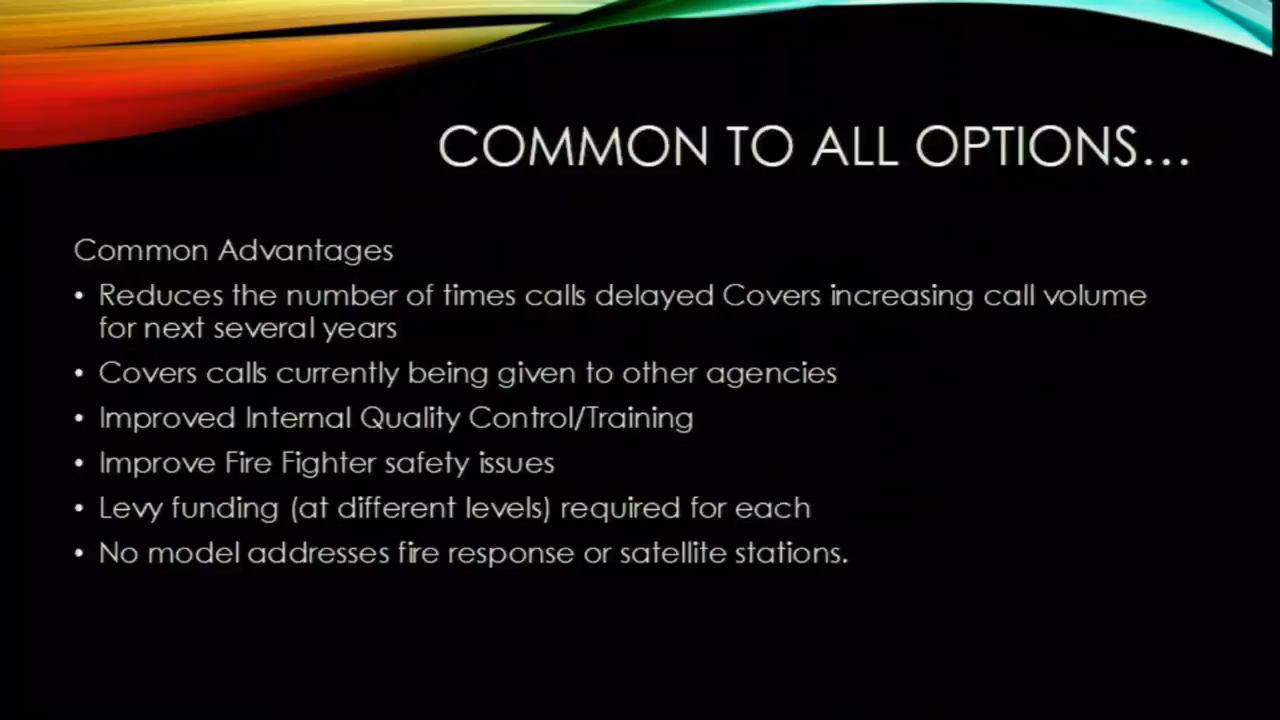 COMMON TO ALL OPTIONS...
Common Advantages
• Reduces the number of times calls delayed Covers increasing call volume
for next several years
• Covers calls currently being given to other agencies
• Improved Internal Quality Control/Training
• Improve Fire Fighter safety issues
• Levy funding (at different levels) required for each
• No model addresses fire response or satellite stations.